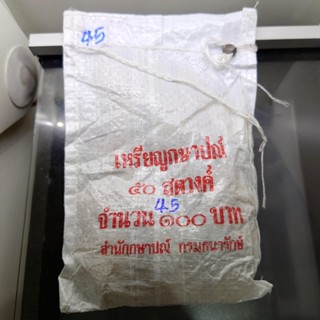 45
เหรียญกษาปณ์
๕๐ สตางค์
45
จำนวน ๑๐๐ บาท
สำนักกษาปณ์ กรมธนารักษ์